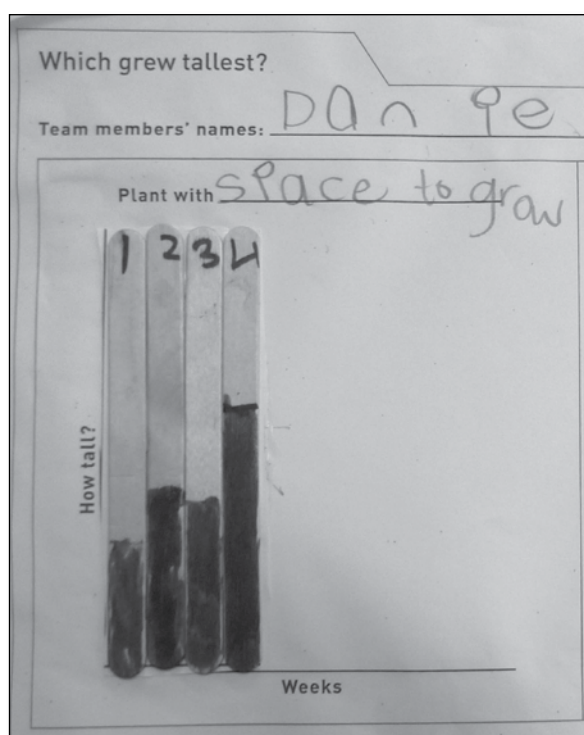 Which grew tallest?
Team members' names: Dan ie
Plant with space to grow
1 2 3 4
How tall?
Weeks